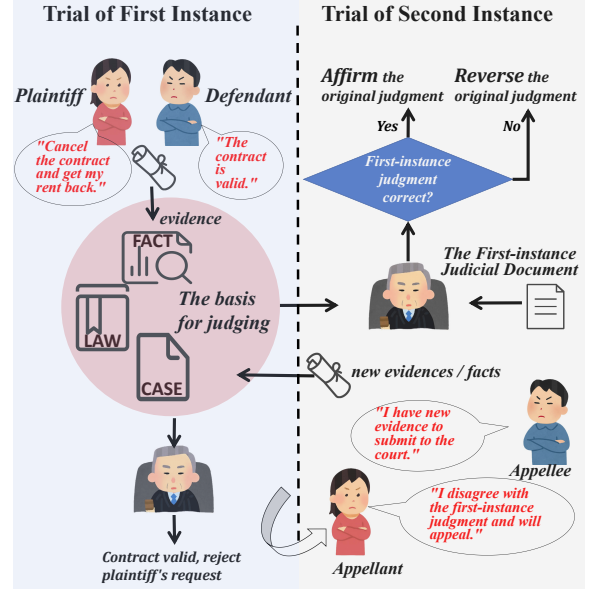 Trial of First Instance
Trial of Second Instance
Plaintiff
Defendant
"Cancel
the contract
and get my
rent back."
"The
contract
is
valid."
evidence
FACT
LAW
CASE
The basis
for judging
Contract valid, reject
plaintiff's request
Affirm the
original judgment
Reverse the
original judgment
Yes
No
First-instance
judgment
correct?
The First-instance
Judicial Document
new evidences / facts
"I have new
evidence to
submit to the
court."
Appellee
"I disagree with
the first-instance
judgment and will
appeal."
Appellant